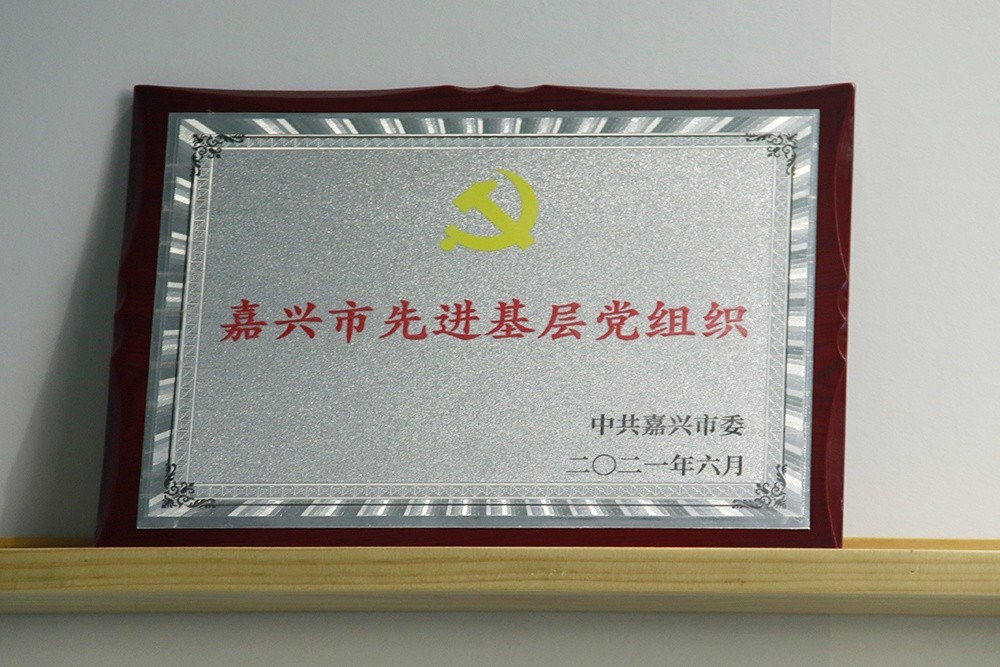 嘉兴市先进基层党组织
中共嘉兴市委
二〇二一年六月